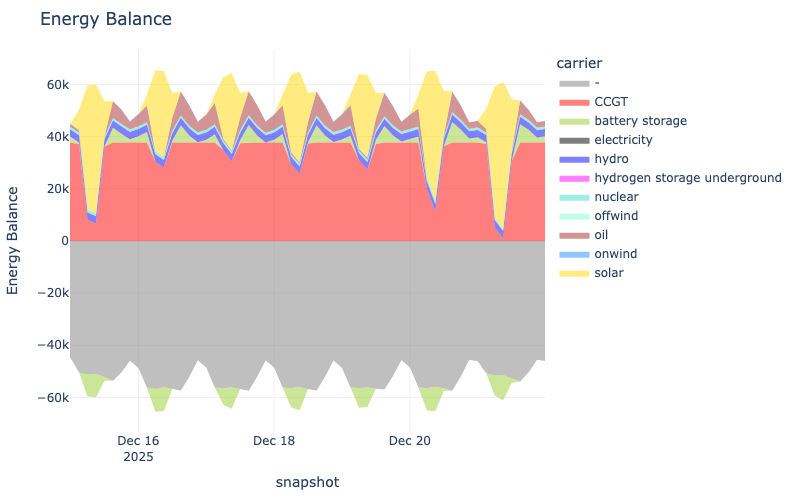 Energy Balance
carrier
-
CCGT
battery storage
electricity
hydro
hydrogen storage underground
nuclear
offwind
oil
onwind
solar
60k
40k
20k
0
−20k
−40k
−60k
Energy Balance
Dec 16
2025
Dec 18
Dec 20
snapshot